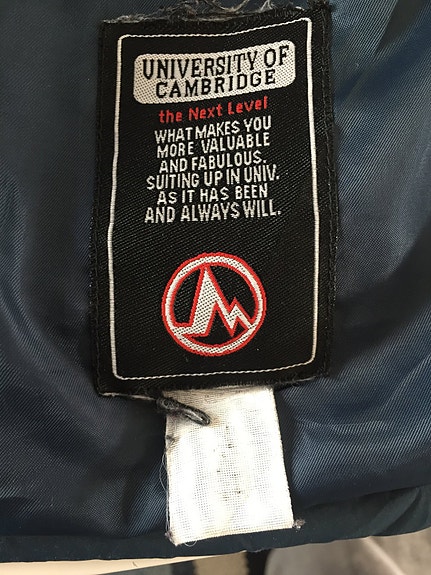 UNIVERSITY OF
CAMBRIDGE
the Next Level
WHAT MAKES YOU
MORE VALUABLE
AND FABULOUS.
SUITING UP IN UNIV.
AS IT HAS BEEN
AND ALWAYS WILL.